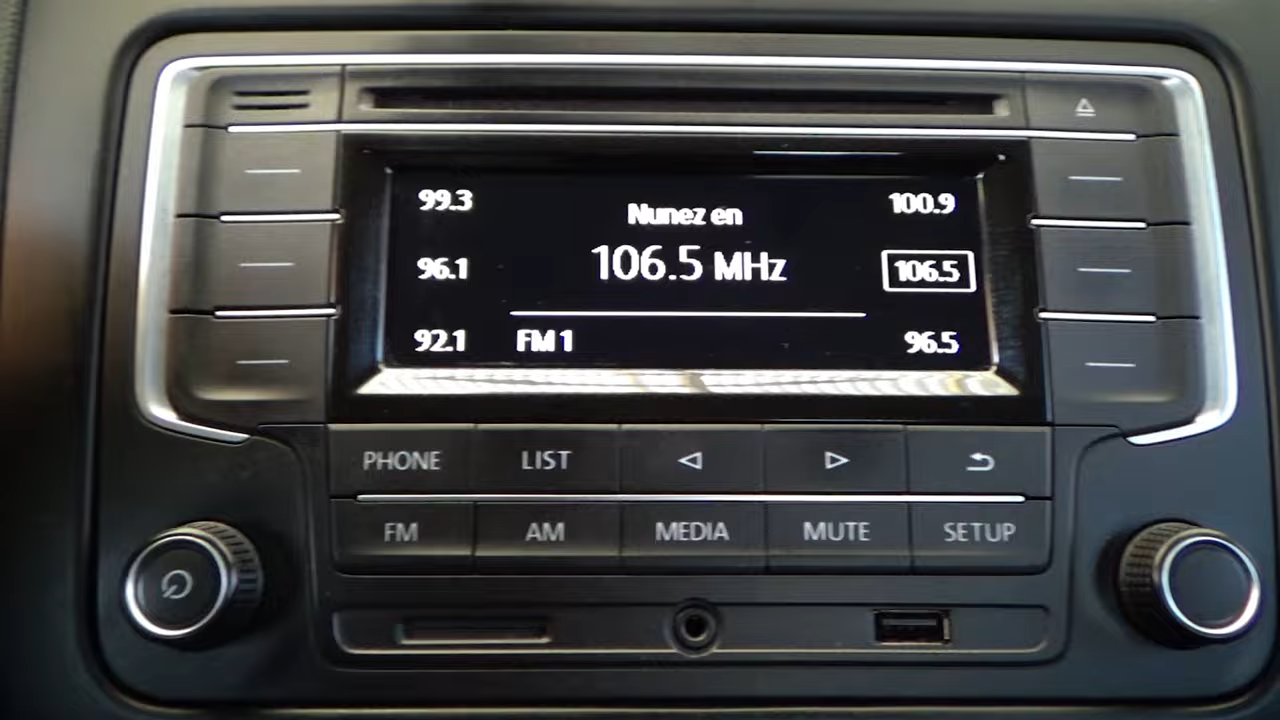 99.3 Nunez en 100.9
96.1 106.5 MHz 106.5
92.1 FM 1 96.5
PHONE LIST
FM AM MEDIA MUTE SETUP